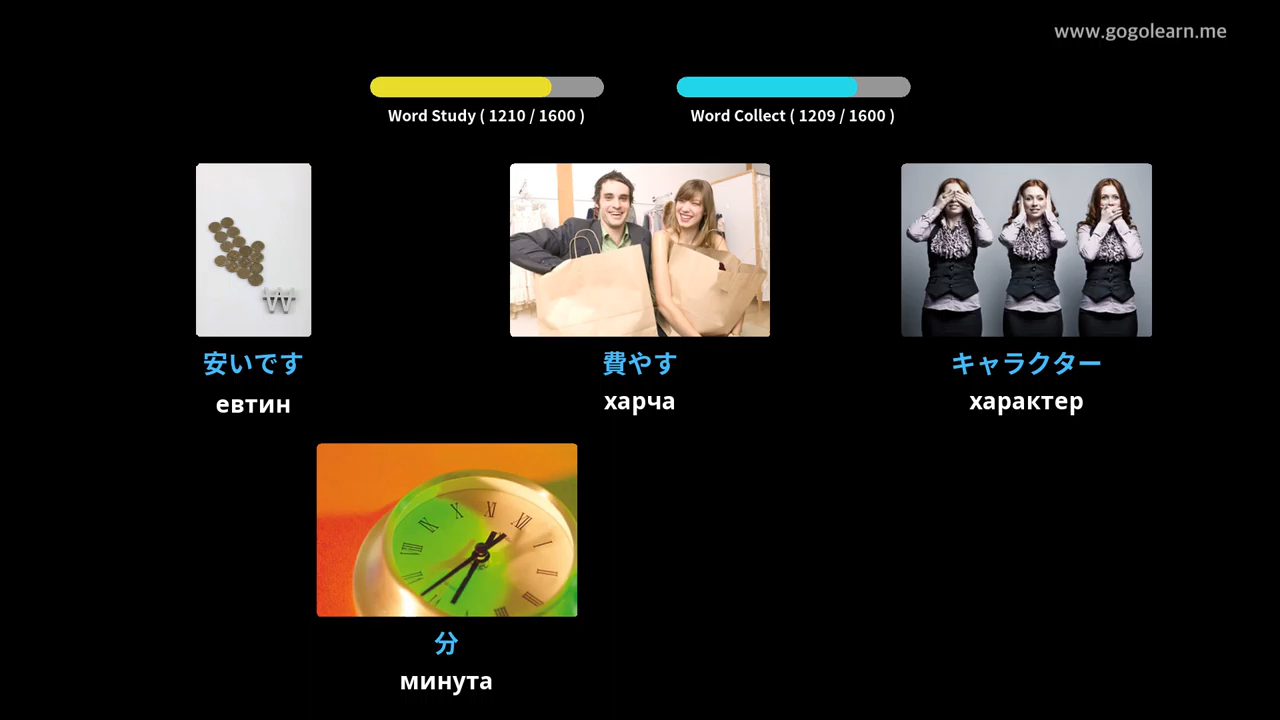 www.gogolearn.me
Word Study ( 1210 / 1600 )
Word Collect ( 1209 / 1600 )
安いです
евтин
費やす
харча
キャラクター
характер
分
минута